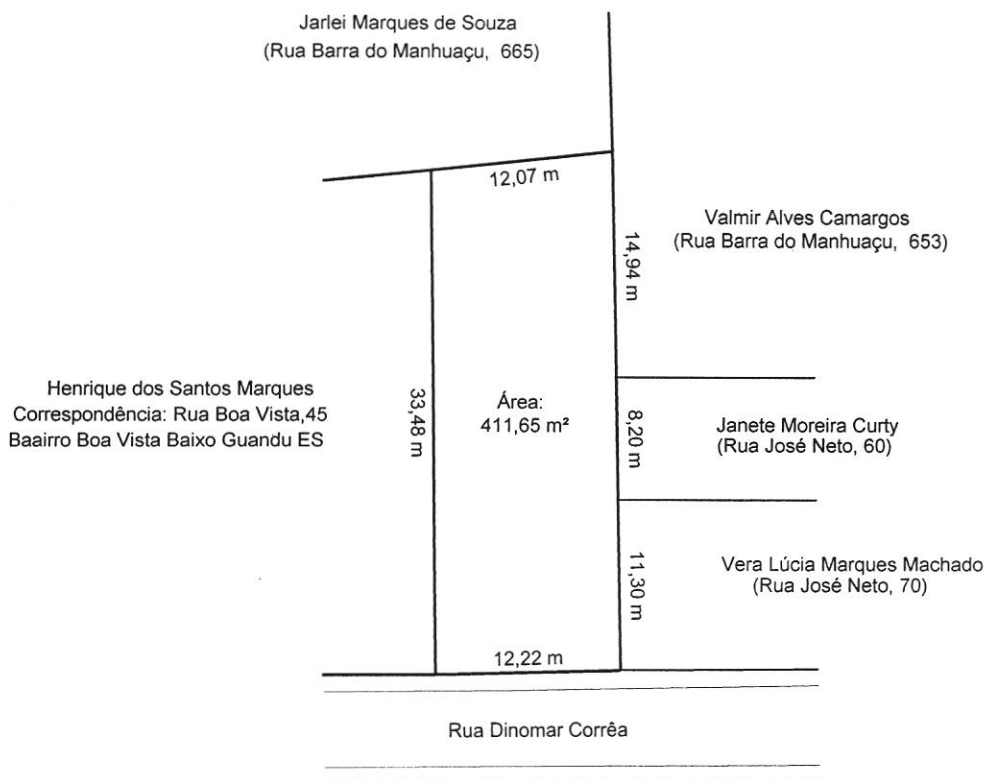 Jarlei Marques de Souza
(Rua Barra do Manhuaçu, 665)
12,07 m
Valmir Alves Camargos
(Rua Barra do Manhuaçu, 653)
14,94 m
Henrique dos Santos Marques
Correspondência: Rua Boa Vista,45
Baairro Boa Vista Baixo Guandu ES
33,48 m
Área:
411,65 m²
8,20 m
Janete Moreira Curty
(Rua José Neto, 60)
11,30 m
Vera Lúcia Marques Machado
(Rua José Neto, 70)
12,22 m
Rua Dinomar Corrêa